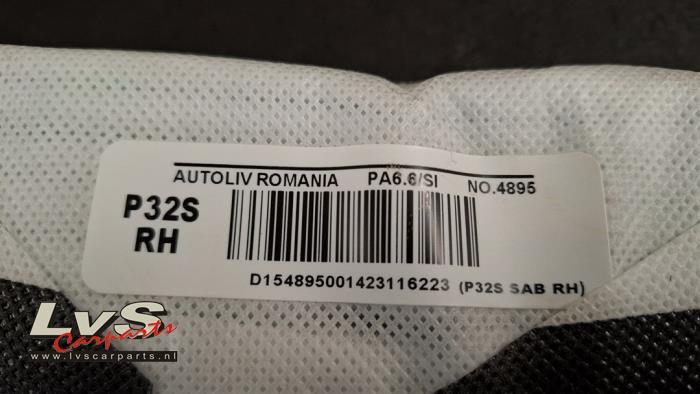 AUTOLIV ROMANIA PA6.6/SI NO.4895
P32S
RH
D154895001423116223 (P32S SAB RH)
LvS
Carparts
www.lvscarparts.nl